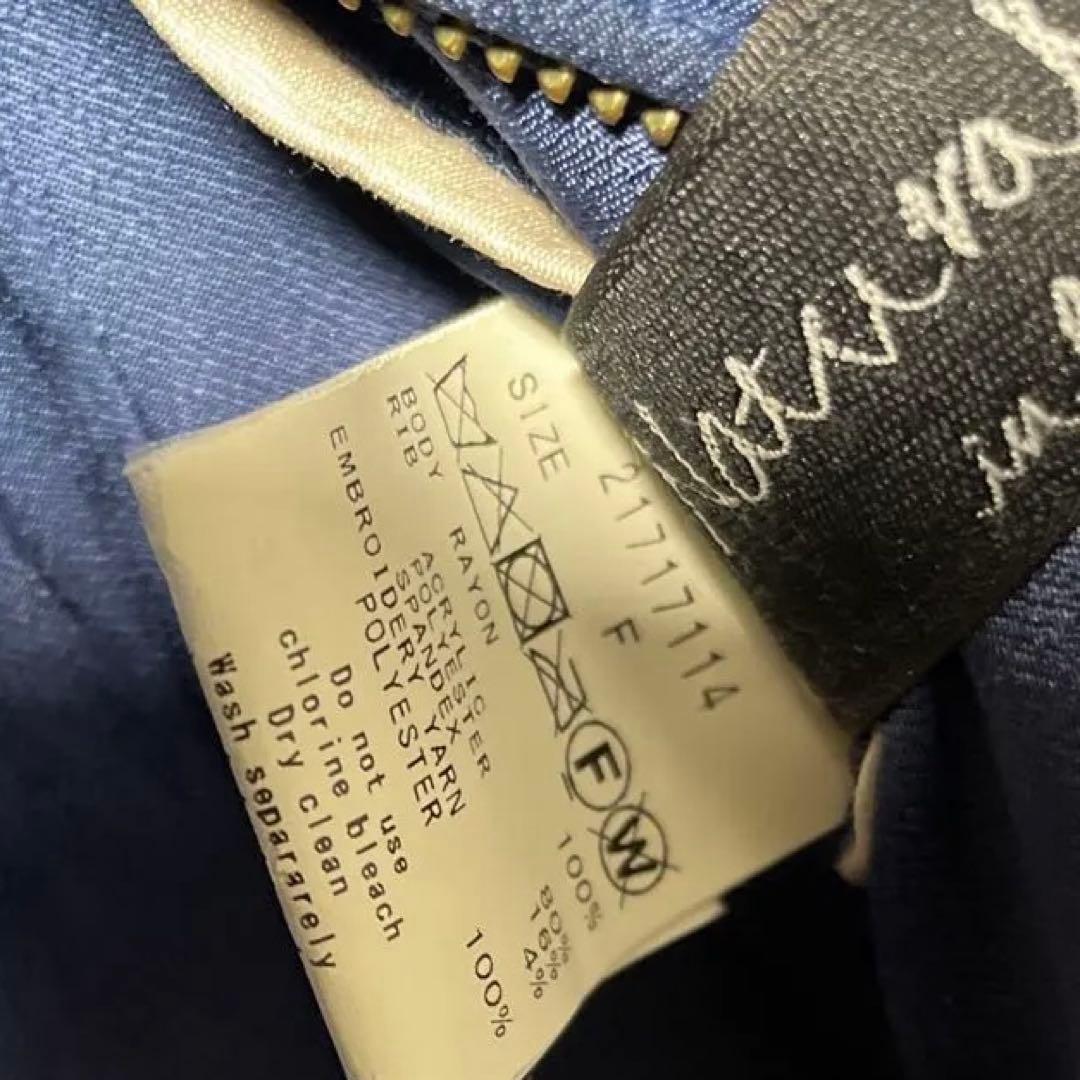 21717114
SIZE F
F W
BODY RAYON 100%
RIB ACRYLIC 80%
POLYESTER 16%
SPANDEX 4%
EMBROIDERY YARN
POLYESTER 100%
Do not use
chlorine bleach
Dry clean
Wash separarely